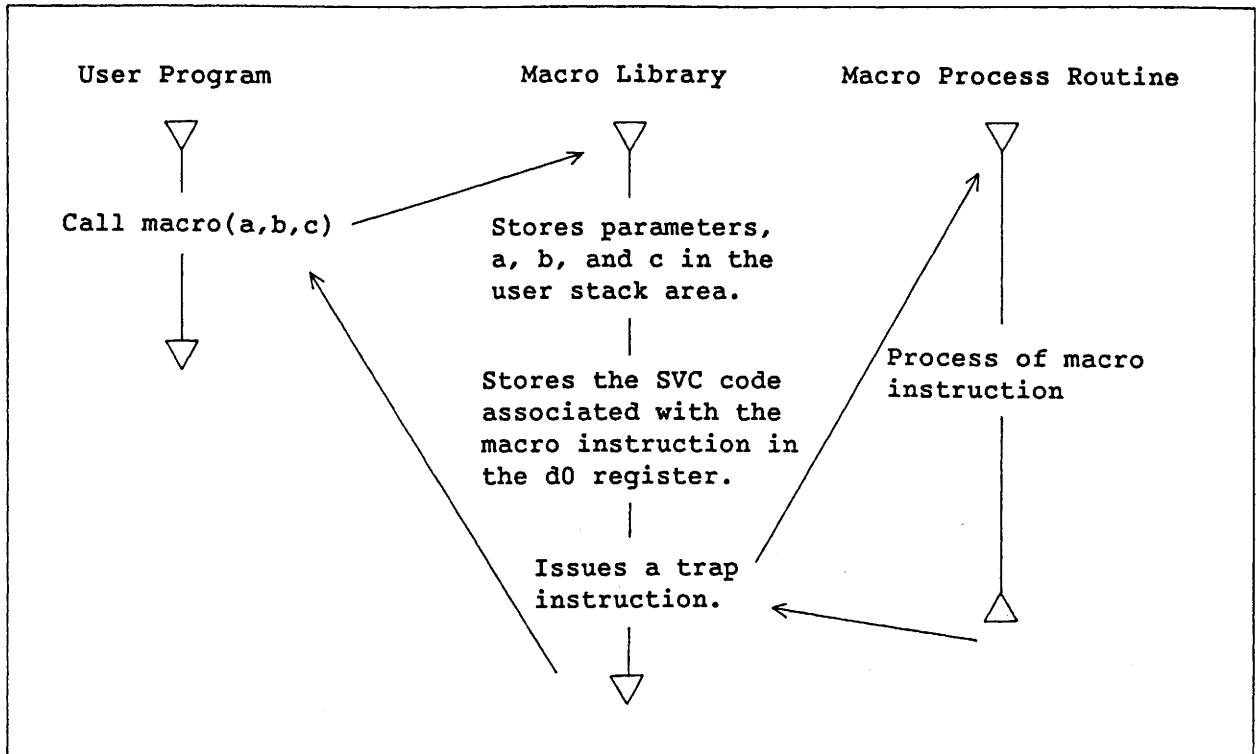 User Program
Macro Library
Macro Process Routine
Call macro(a,b,c)
Stores parameters,
a, b, and c in the
user stack area.
Stores the SVC code
associated with the
macro instruction in
the d0 register.
Issues a trap
instruction.
Process of macro
instruction